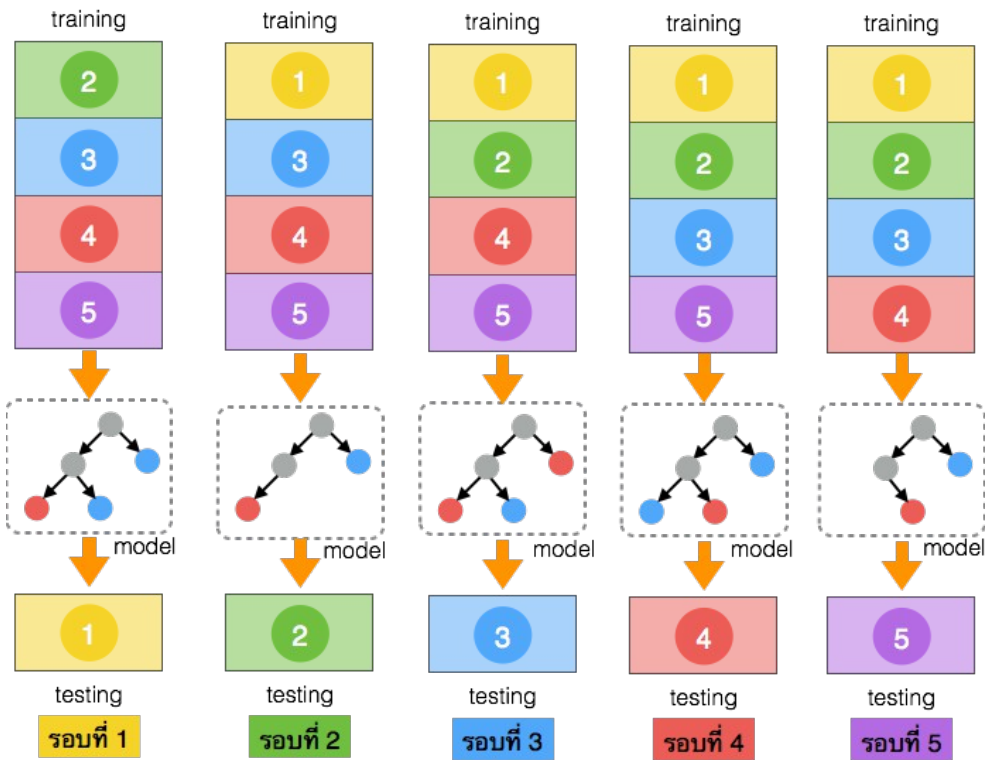 training training training training training
2 1 1 1 1
3 3 2 2 2
4 4 4 3 3
5 5 5 5 4
model model model model model
1 2 3 4 5
testing testing testing testing testing
รอบที่ 1 รอบที่ 2 รอบที่ 3 รอบที่ 4 รอบที่ 5